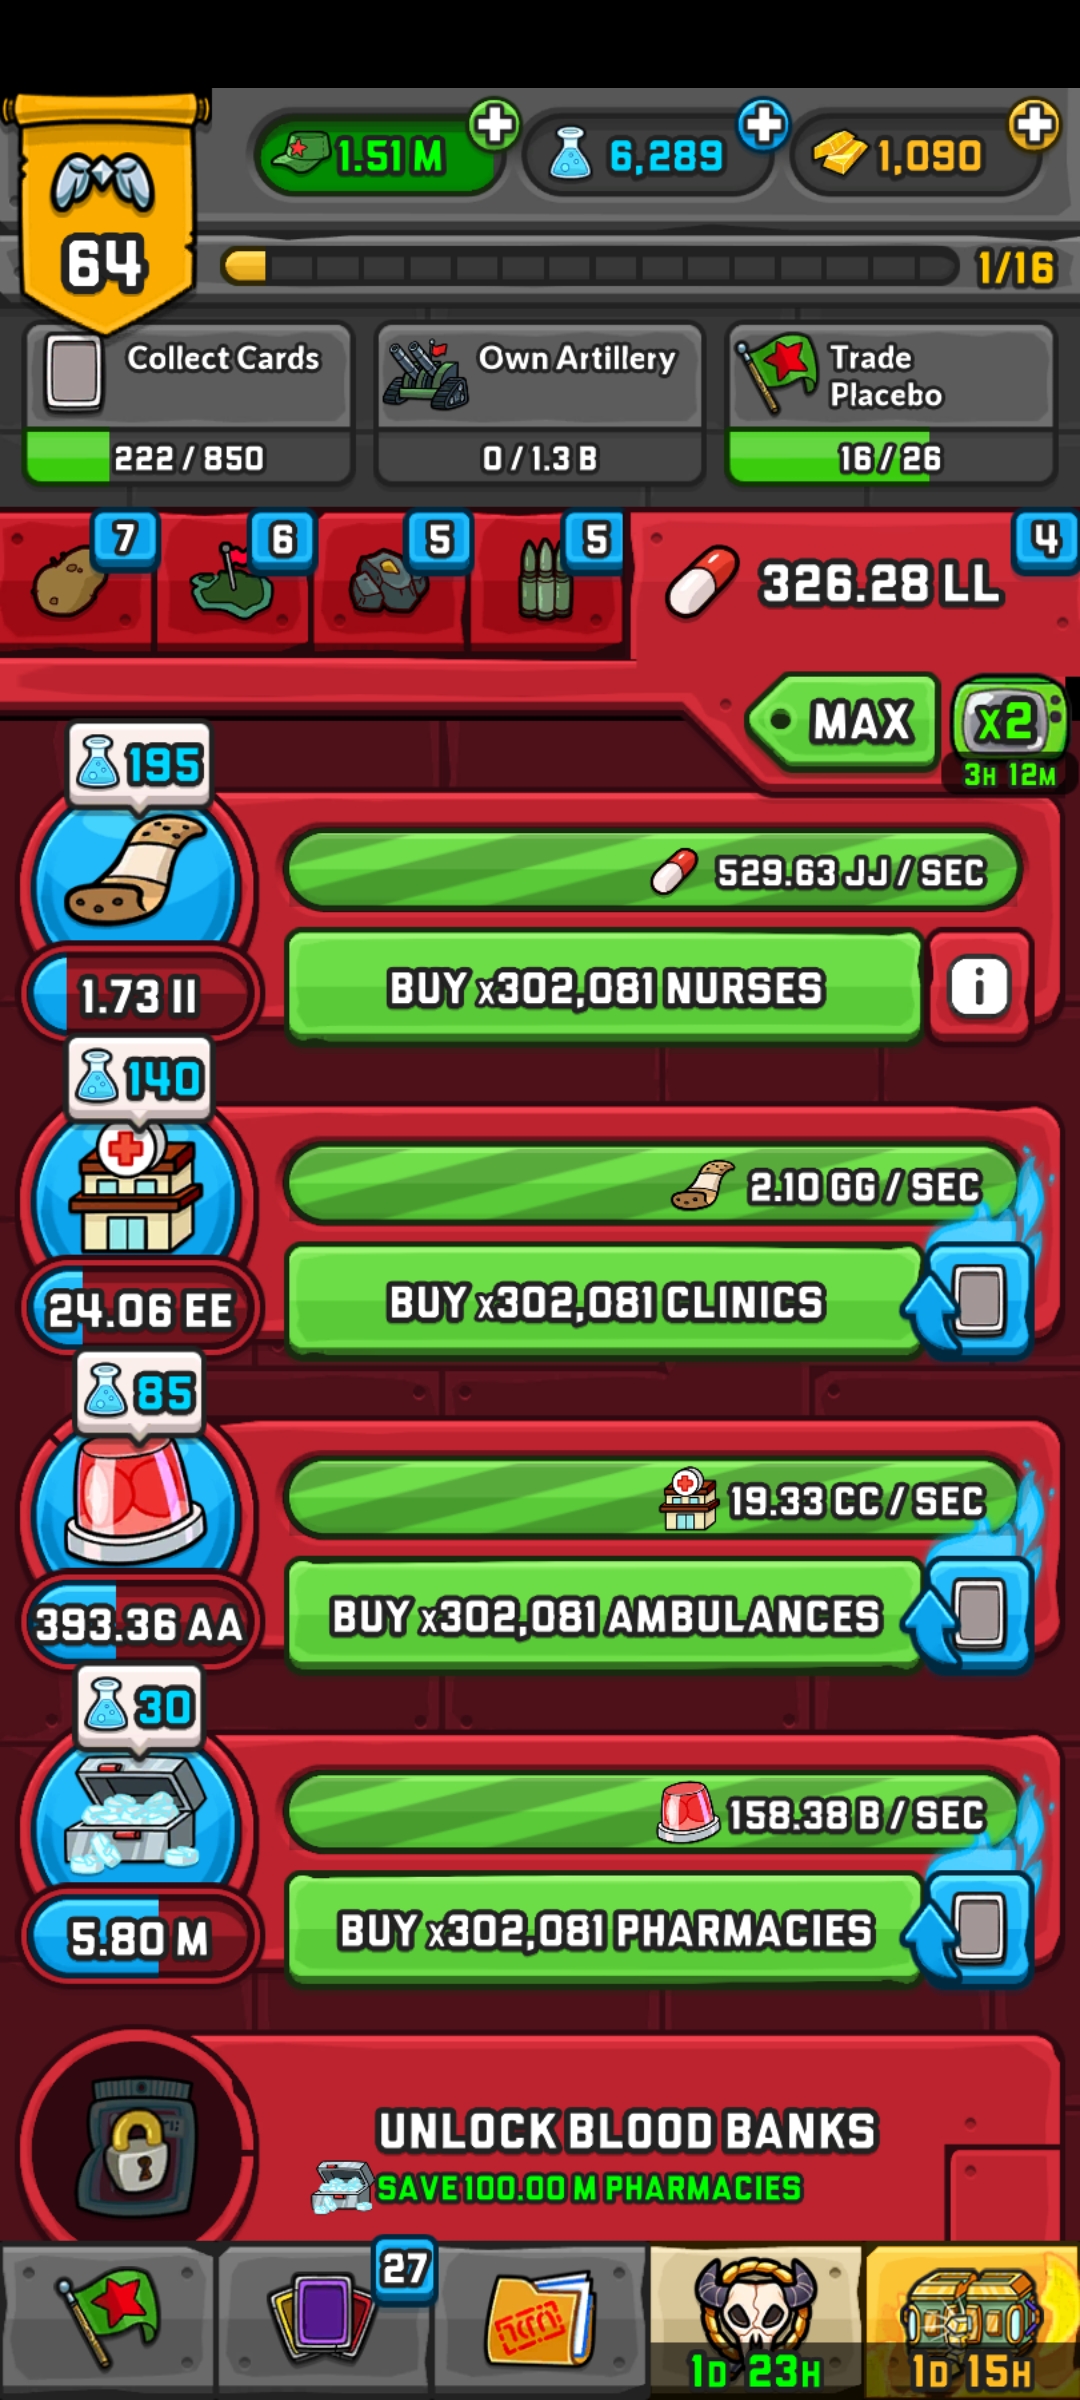 64
1.51 M
6,289
1,090
1/16
Collect Cards
222 / 850
Own Artillery
0 / 1.3 B
Trade
Placebo
16 / 26
7
6
5
5
4
326.28 LL
MAX
x2
3H 12M
195
529.63 JJ / SEC
1.73 II
BUY x302,081 NURSES
i
140
2.10 GG / SEC
24.06 EE
BUY x302,081 CLINICS
85
19.33 CC / SEC
393.36 AA
BUY x302,081 AMBULANCES
30
158.38 B / SEC
5.80 M
BUY x302,081 PHARMACIES
UNLOCK BLOOD BANKS
SAVE 100.00 M PHARMACIES
27
1D 23H
1D 15H